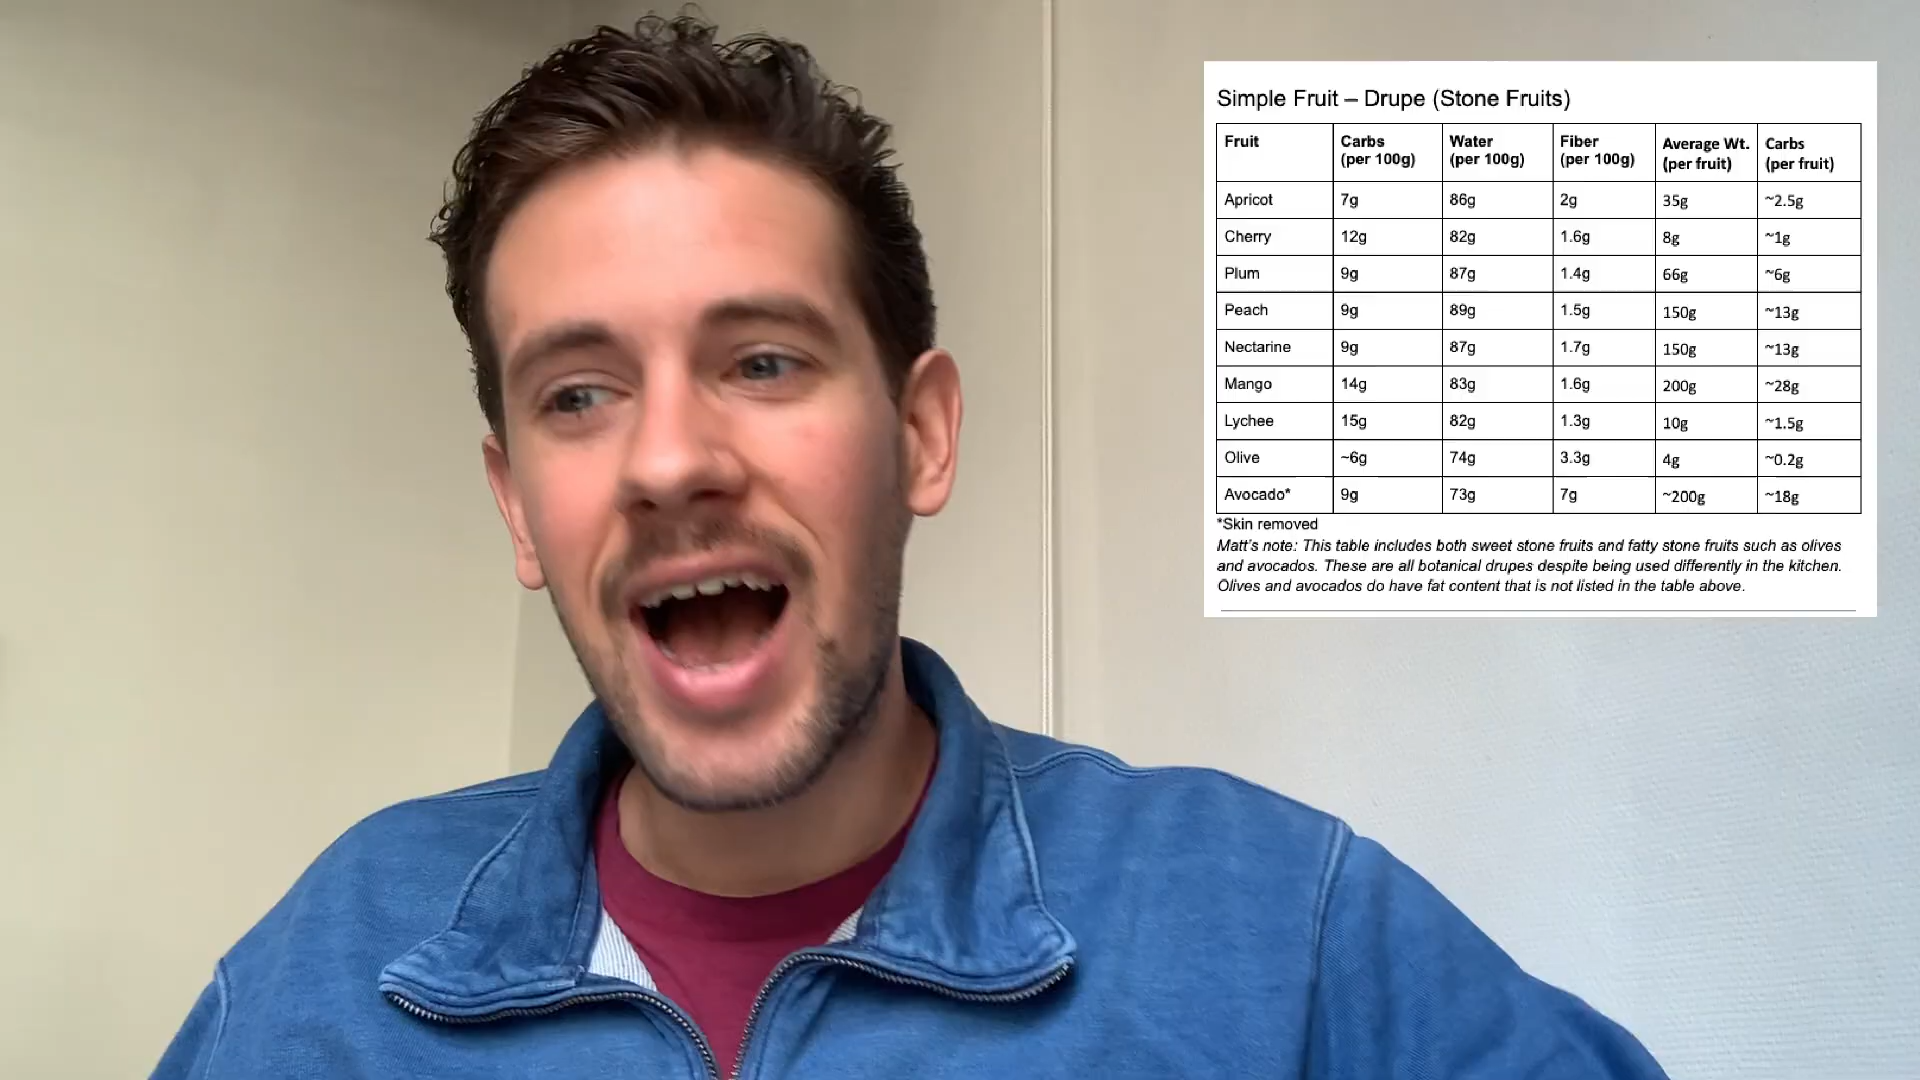 Simple Fruit – Drupe (Stone Fruits)
Fruit Carbs (per 100g) Water (per 100g) Fiber (per 100g) Average Wt. (per fruit) Carbs (per fruit)
Apricot 7g 86g 2g 35g ~2.5g
Cherry 12g 82g 1.6g 8g ~1g
Plum 9g 87g 1.4g 66g ~6g
Peach 9g 89g 1.5g 150g ~13g
Nectarine 9g 87g 1.7g 150g ~13g
Mango 14g 83g 1.6g 200g ~28g
Lychee 15g 82g 1.3g 10g ~1.5g
Olive ~6g 74g 3.3g 4g ~0.2g
Avocado* 9g 73g 7g ~200g ~18g
*Skin removed
Matt's note: This table includes both sweet stone fruits and fatty stone fruits such as olives
and avocados. These are all botanical drupes despite being used differently in the kitchen.
Olives and avocados do have fat content that is not listed in the table above.